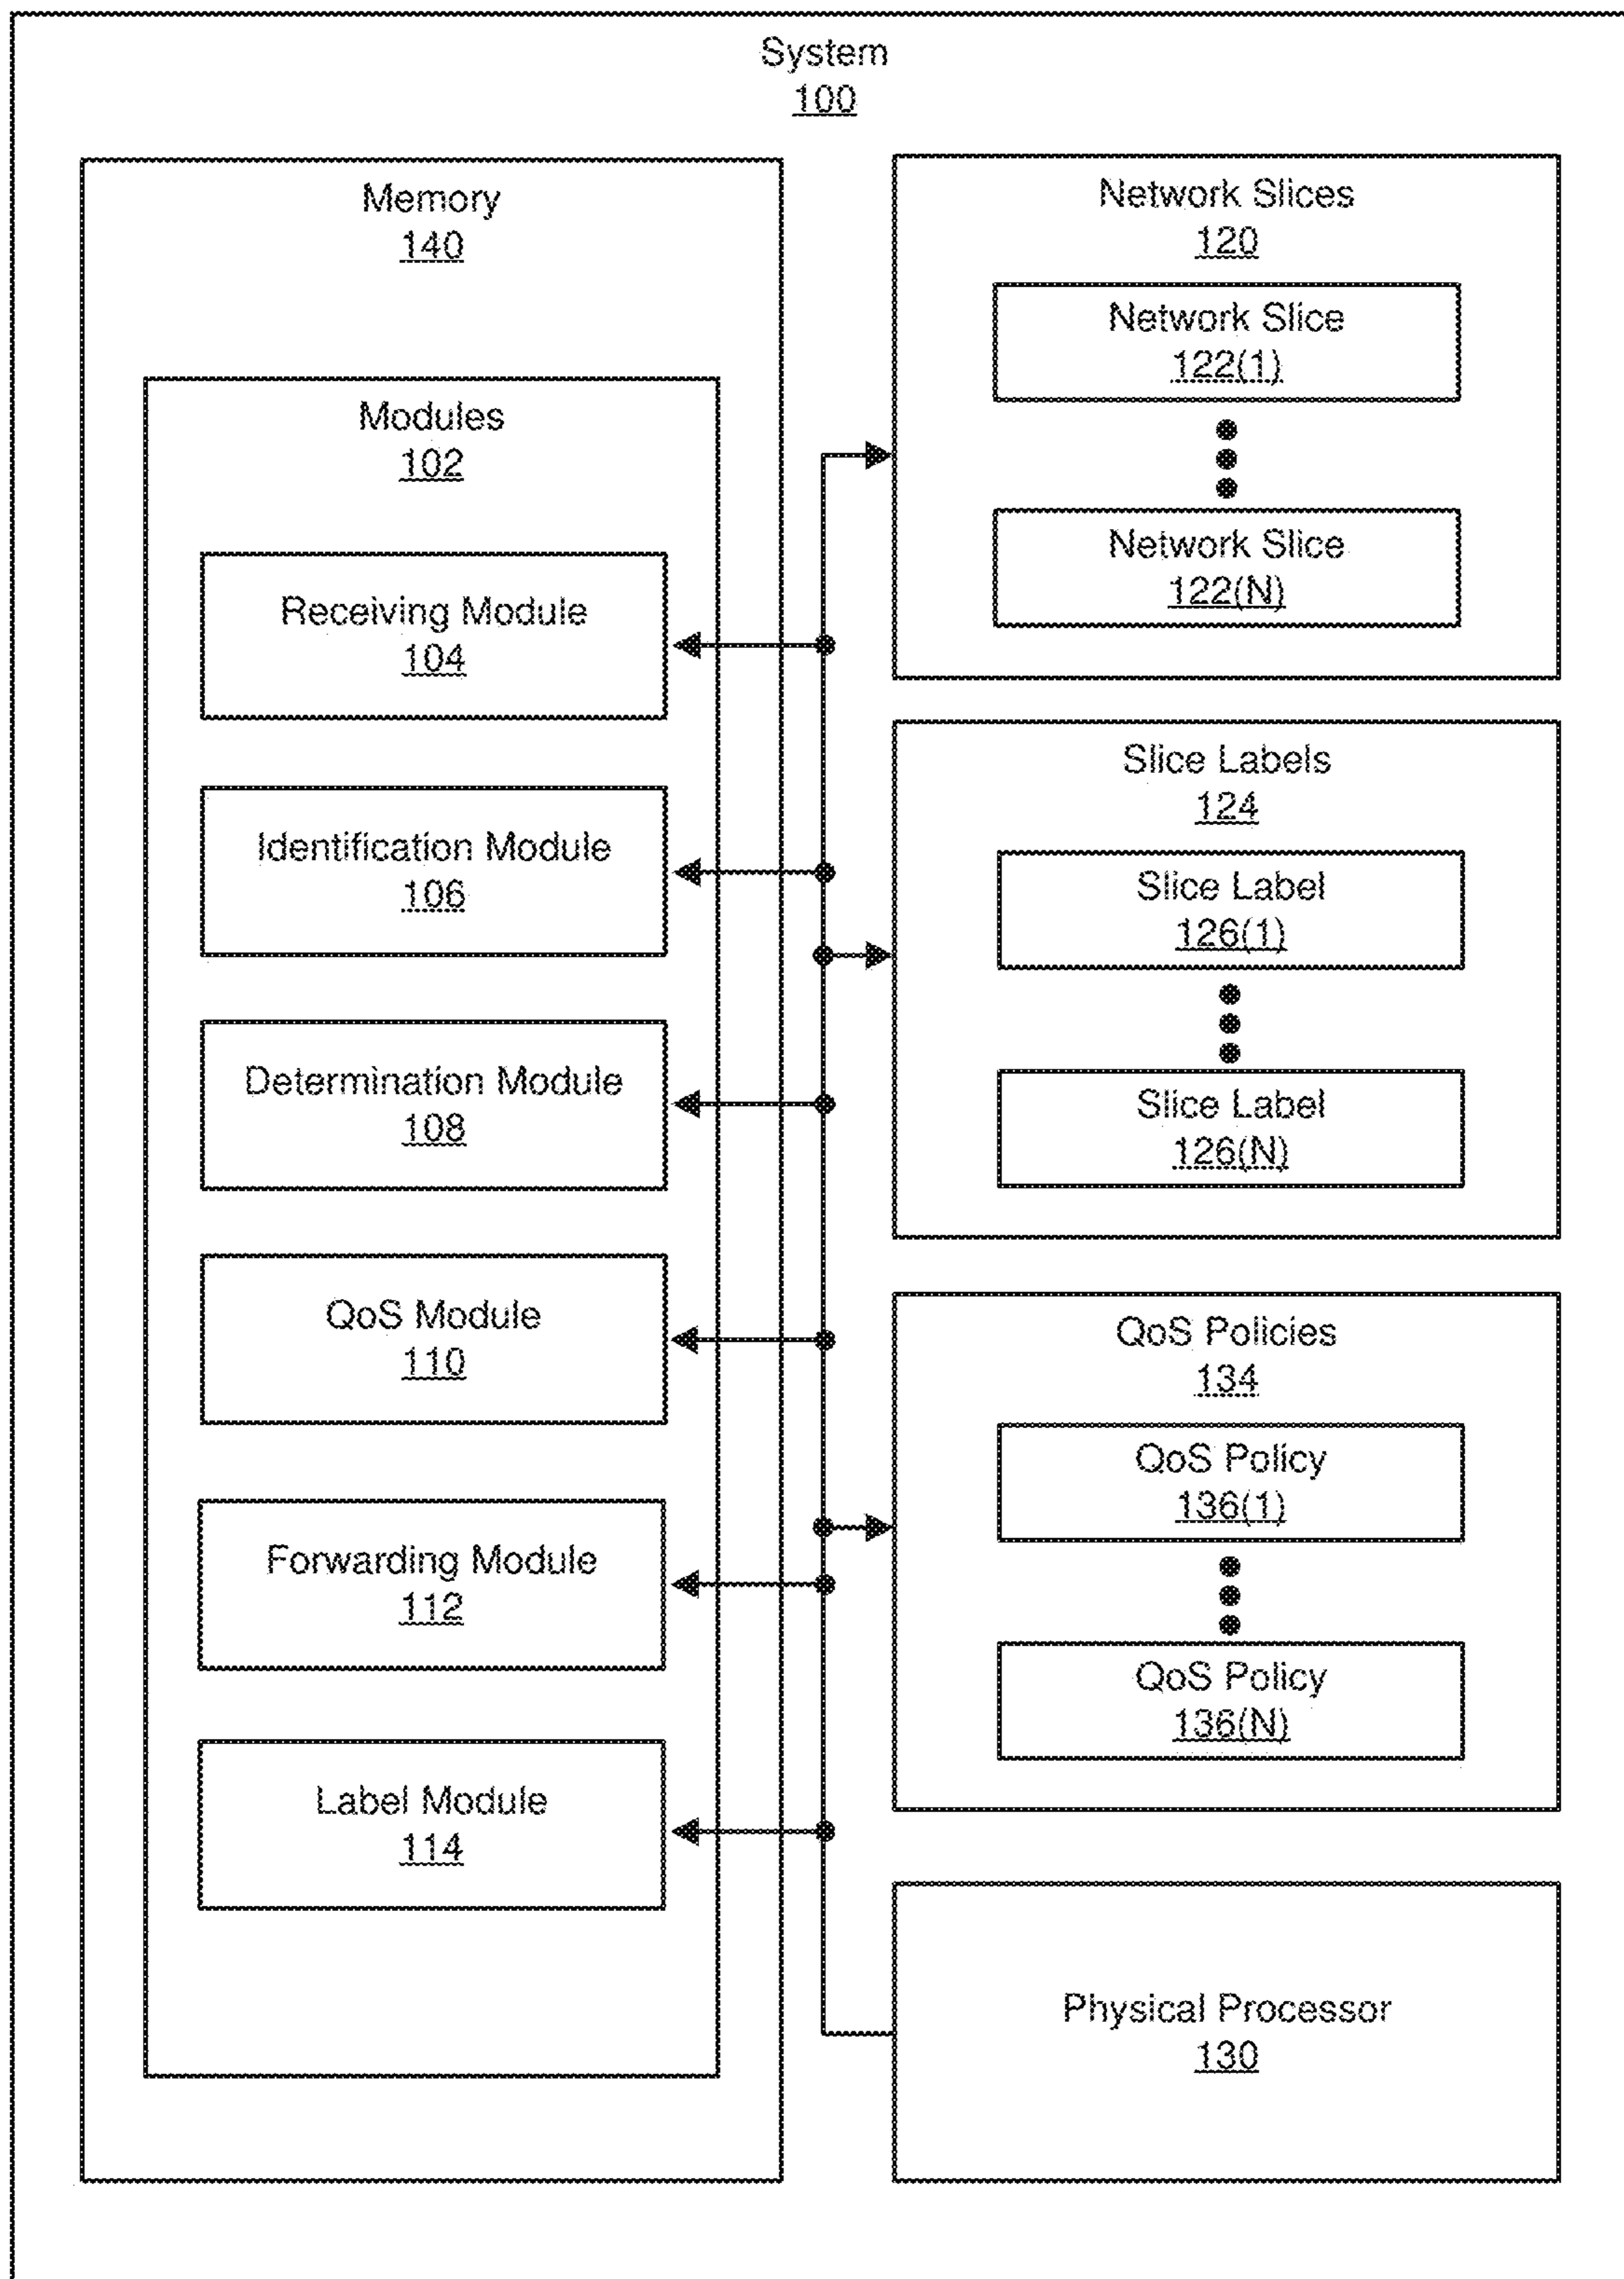 System
100
Memory
140
Modules
102
Receiving Module
104
Identification Module
106
Determination Module
108
QoS Module
110
Forwarding Module
112
Label Module
114
Network Slices
120
Network Slice
122(1)
Network Slice
122(N)
Slice Labels
124
Slice Label
126(1)
Slice Label
126(N)
QoS Policies
134
QoS Policy
136(1)
QoS Policy
136(N)
Physical Processor
130